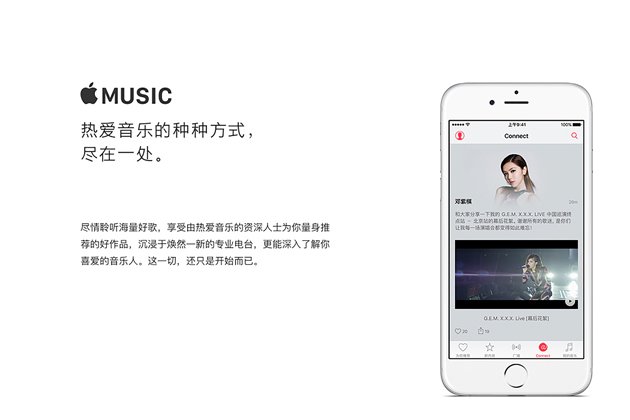 MUSIC
热爱音乐的种种方式，
尽在一处。
尽情聆听海量好歌，享受由热爱音乐的资深人士为你量身推
荐的好作品，沉浸于焕然一新的专业电台，更能深入了解你
喜爱的音乐人。这一切，还只是开始而已。
上午9:41
100%
Connect
邓紫棋
20m
和大家分享一下我的 G.E.M. X.X.X. LIVE 中国巡演终
点站 － 北京站的幕后花絮。谢谢所有的歌迷，是你们
让我每一场演唱会都变得如此难忘！
G.E.M. X.X.X. Live [幕后花絮]
20
19
为你推荐
新内容
广播
Connect
我的音乐